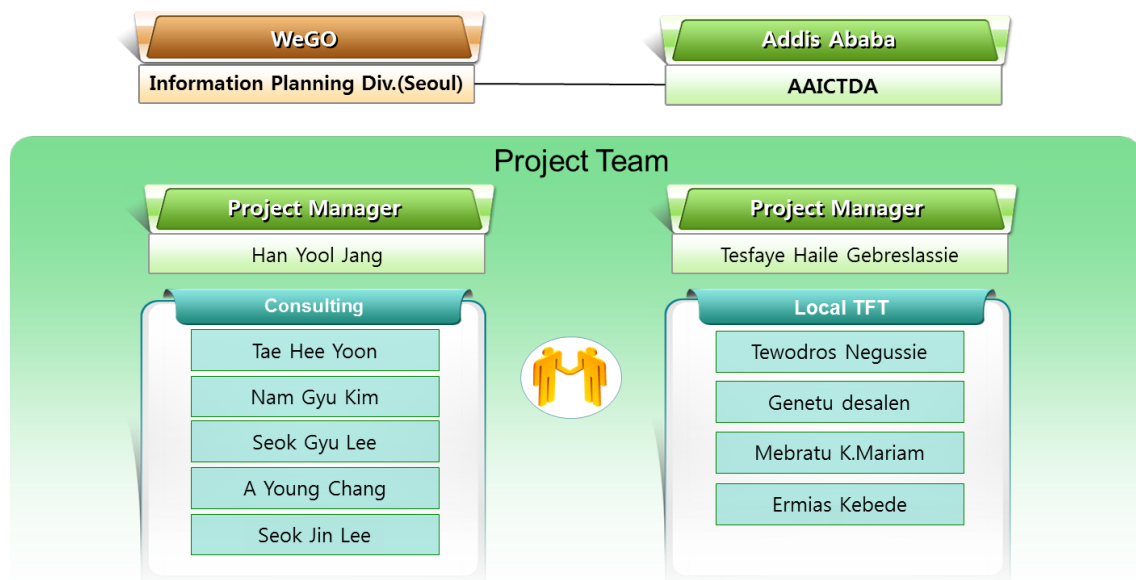 WeGO
Information Planning Div.(Seoul)
Addis Ababa
AAICTDA
Project Team
Project Manager
Han Yool Jang
Consulting
Tae Hee Yoon
Nam Gyu Kim
Seok Gyu Lee
A Young Chang
Seok Jin Lee
Project Manager
Tesfaye Haile Gebreslassie
Local TFT
Tewodros Negussie
Genetu desalen
Mebratu K.Mariam
Ermias Kebede